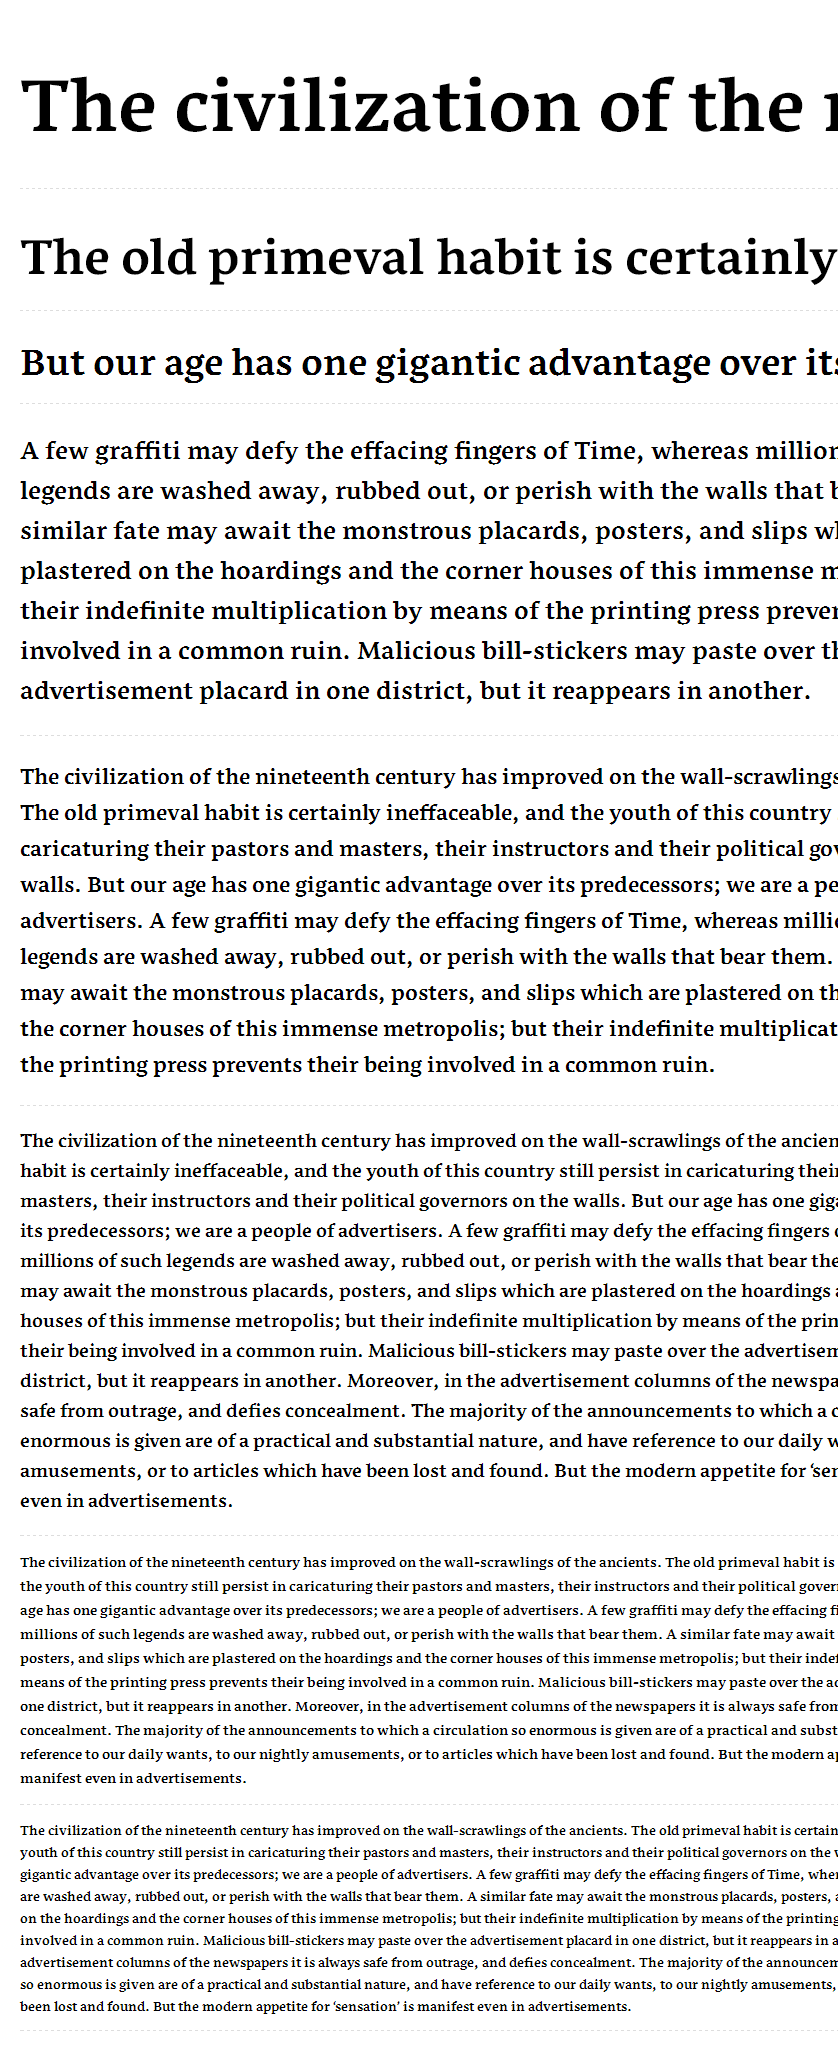 The civilization of the
The old primeval habit is certainly
But our age has one gigantic advantage over its
A few graffiti may defy the effacing fingers of Time, whereas million
legends are washed away, rubbed out, or perish with the walls that b
similar fate may await the monstrous placards, posters, and slips wh
plastered on the hoardings and the corner houses of this immense m
their indefinite multiplication by means of the printing press preven
involved in a common ruin. Malicious bill-stickers may paste over th
advertisement placard in one district, but it reappears in another.
The civilization of the nineteenth century has improved on the wall-scrawlings
The old primeval habit is certainly ineffaceable, and the youth of this country
caricaturing their pastors and masters, their instructors and their political gov
walls. But our age has one gigantic advantage over its predecessors; we are a pe
advertisers. A few graffiti may defy the effacing fingers of Time, whereas millio
legends are washed away, rubbed out, or perish with the walls that bear them.
may await the monstrous placards, posters, and slips which are plastered on th
the corner houses of this immense metropolis; but their indefinite multiplicat
the printing press prevents their being involved in a common ruin.
The civilization of the nineteenth century has improved on the wall-scrawlings of the ancien
habit is certainly ineffaceable, and the youth of this country still persist in caricaturing their
masters, their instructors and their political governors on the walls. But our age has one giga
its predecessors; we are a people of advertisers. A few graffiti may defy the effacing fingers o
millions of such legends are washed away, rubbed out, or perish with the walls that bear the
may await the monstrous placards, posters, and slips which are plastered on the hoardings a
houses of this immense metropolis; but their indefinite multiplication by means of the prin
their being involved in a common ruin. Malicious bill-stickers may paste over the advertisem
district, but it reappears in another. Moreover, in the advertisement columns of the newspa
safe from outrage, and defies concealment. The majority of the announcements to which a c
enormous is given are of a practical and substantial nature, and have reference to our daily w
amusements, or to articles which have been lost and found. But the modern appetite for ‘sen
even in advertisements.
The civilization of the nineteenth century has improved on the wall-scrawlings of the ancients. The old primeval habit is
the youth of this country still persist in caricaturing their pastors and masters, their instructors and their political govern
age has one gigantic advantage over its predecessors; we are a people of advertisers. A few graffiti may defy the effacing fi
millions of such legends are washed away, rubbed out, or perish with the walls that bear them. A similar fate may await
posters, and slips which are plastered on the hoardings and the corner houses of this immense metropolis; but their indef
means of the printing press prevents their being involved in a common ruin. Malicious bill-stickers may paste over the ad
one district, but it reappears in another. Moreover, in the advertisement columns of the newspapers it is always safe from
concealment. The majority of the announcements to which a circulation so enormous is given are of a practical and subst
reference to our daily wants, to our nightly amusements, or to articles which have been lost and found. But the modern ap
manifest even in advertisements.
The civilization of the nineteenth century has improved on the wall-scrawlings of the ancients. The old primeval habit is certain
youth of this country still persist in caricaturing their pastors and masters, their instructors and their political governors on the w
gigantic advantage over its predecessors; we are a people of advertisers. A few graffiti may defy the effacing fingers of Time, wher
are washed away, rubbed out, or perish with the walls that bear them. A similar fate may await the monstrous placards, posters, a
on the hoardings and the corner houses of this immense metropolis; but their indefinite multiplication by means of the printing
involved in a common ruin. Malicious bill-stickers may paste over the advertisement placard in one district, but it reappears in a
advertisement columns of the newspapers it is always safe from outrage, and defies concealment. The majority of the announcem
so enormous is given are of a practical and substantial nature, and have reference to our daily wants, to our nightly amusements,
been lost and found. But the modern appetite for ‘sensation’ is manifest even in advertisements.